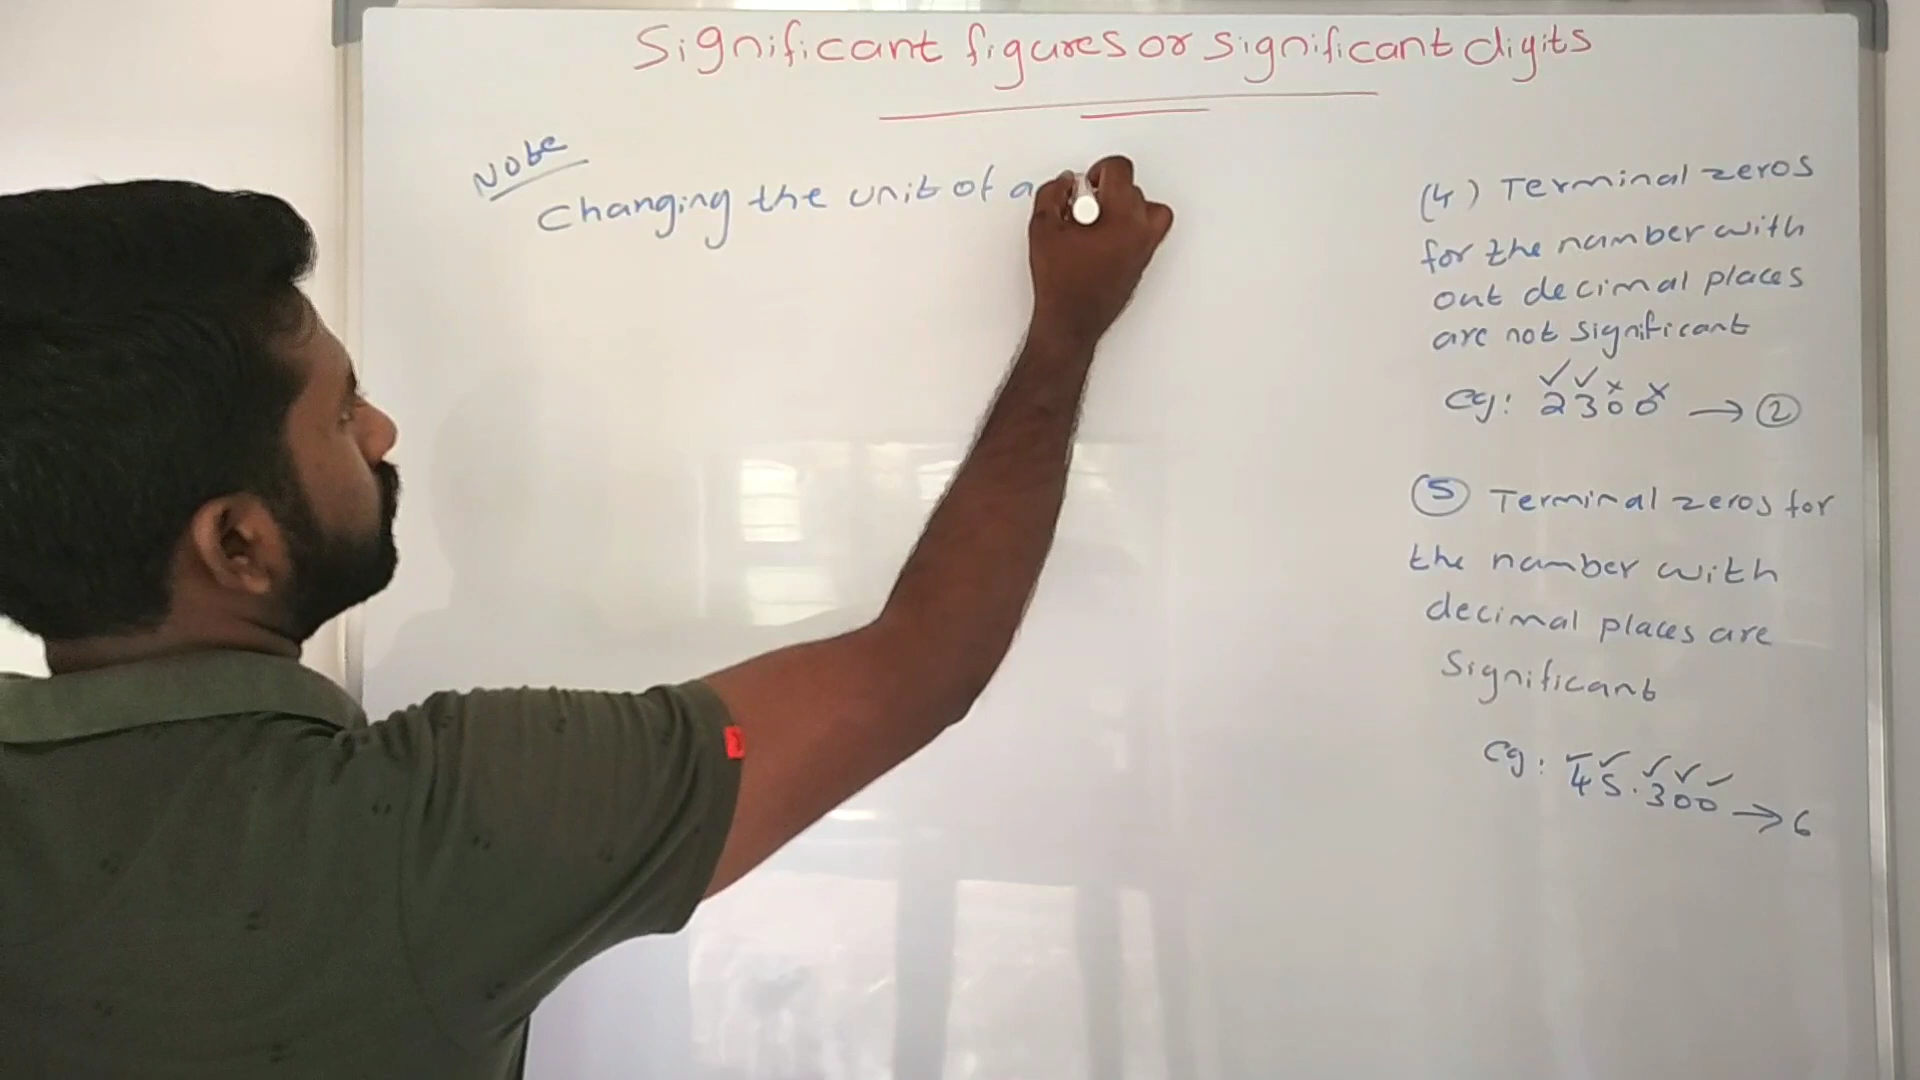 Significant figures or significant digits
Note
Changing the unit of a
(4) Terminal zeros
for the number with
out decimal places
are not significant
eg: 2300 → 2
5 Terminal zeros for
the number with
decimal places are
Significant
eg: 45.300 → 6